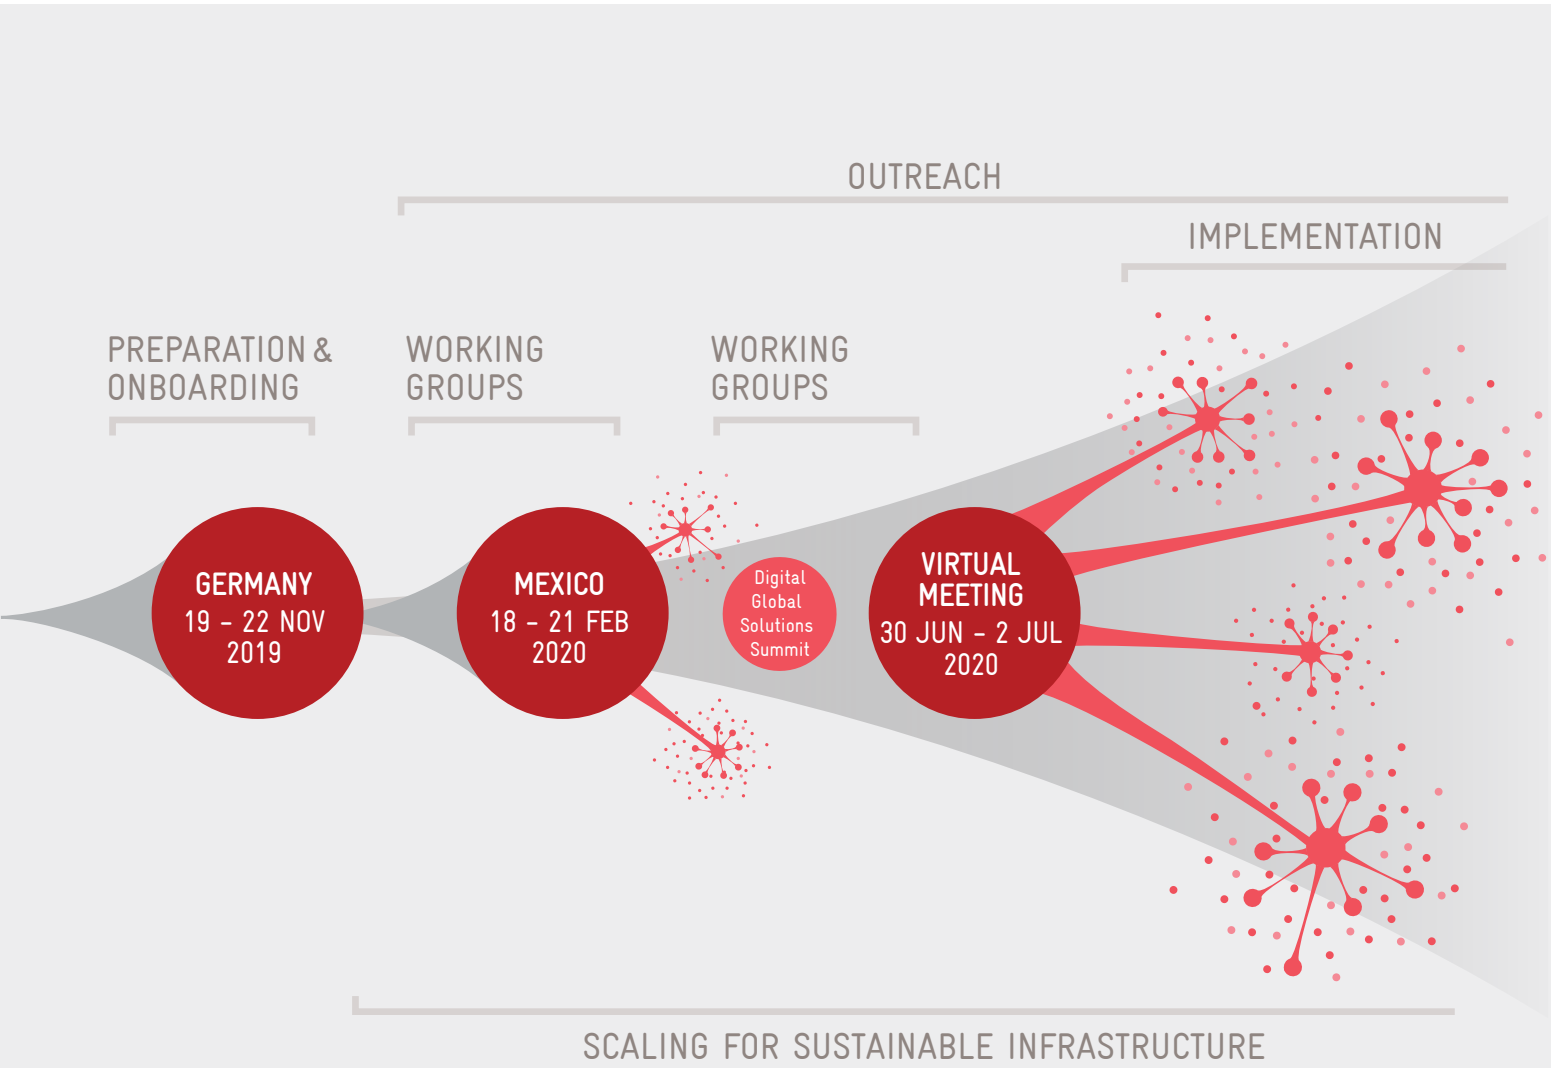 OUTREACH
IMPLEMENTATION
PREPARATION &
ONBOARDING
WORKING
GROUPS
WORKING
GROUPS
GERMANY
19 – 22 NOV
2019
MEXICO
18 – 21 FEB
2020
Digital
Global
Solutions
Summit
VIRTUAL
MEETING
30 JUN – 2 JUL
2020
SCALING FOR SUSTAINABLE INFRASTRUCTURE